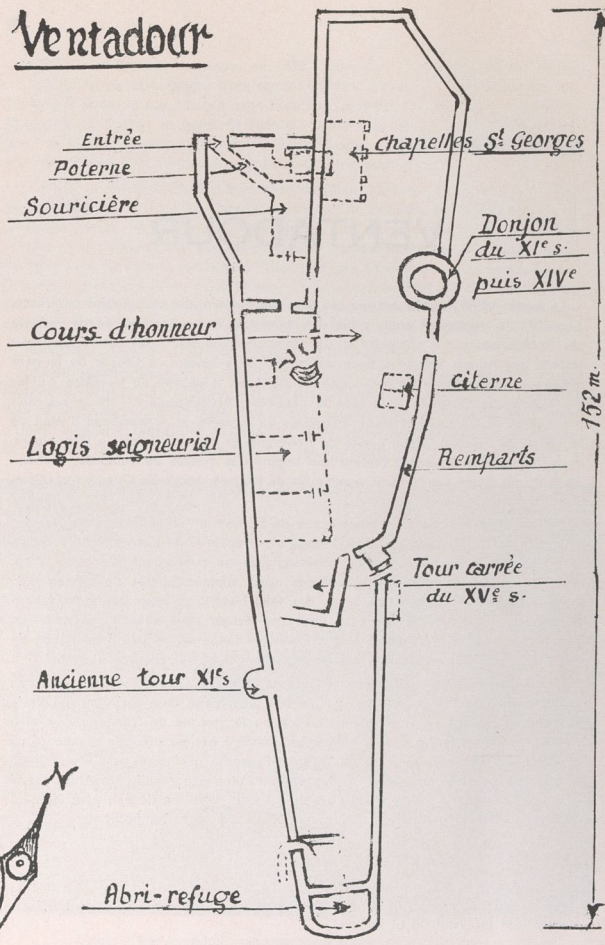 Ventadour
Entrée
Poterne
Souricière
chapelles St Georges
Donjon
du XIe s.
puis XIVe
Cours d'honneur
citerne
152 m.
Logis seigneurial
Remparts
Tour carrée
du XVe s.
Ancienne tour XIe s
N
Abri-refuge